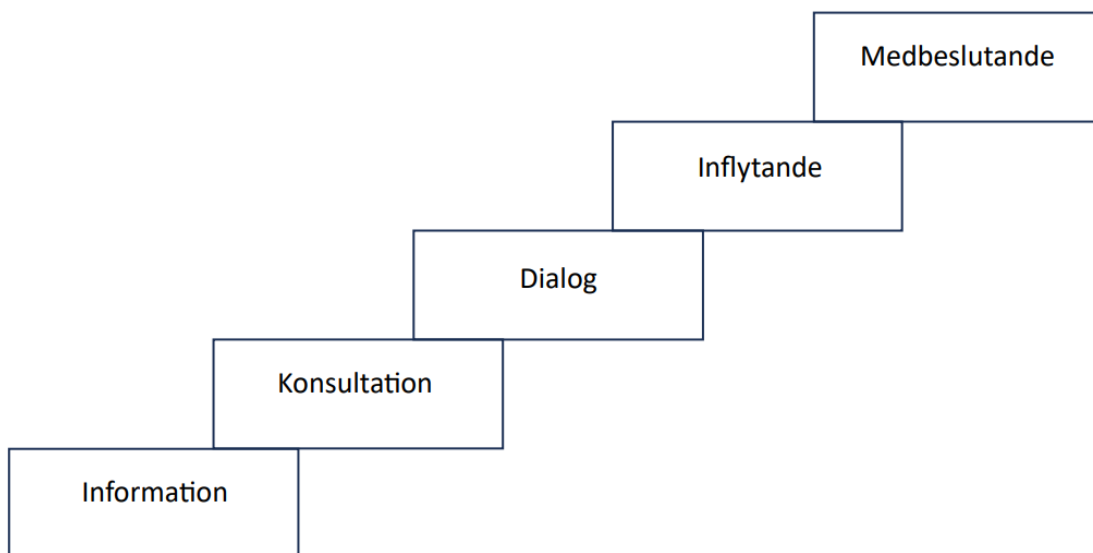 Medbeslutande
Inflytande
Dialog
Konsultation
Information